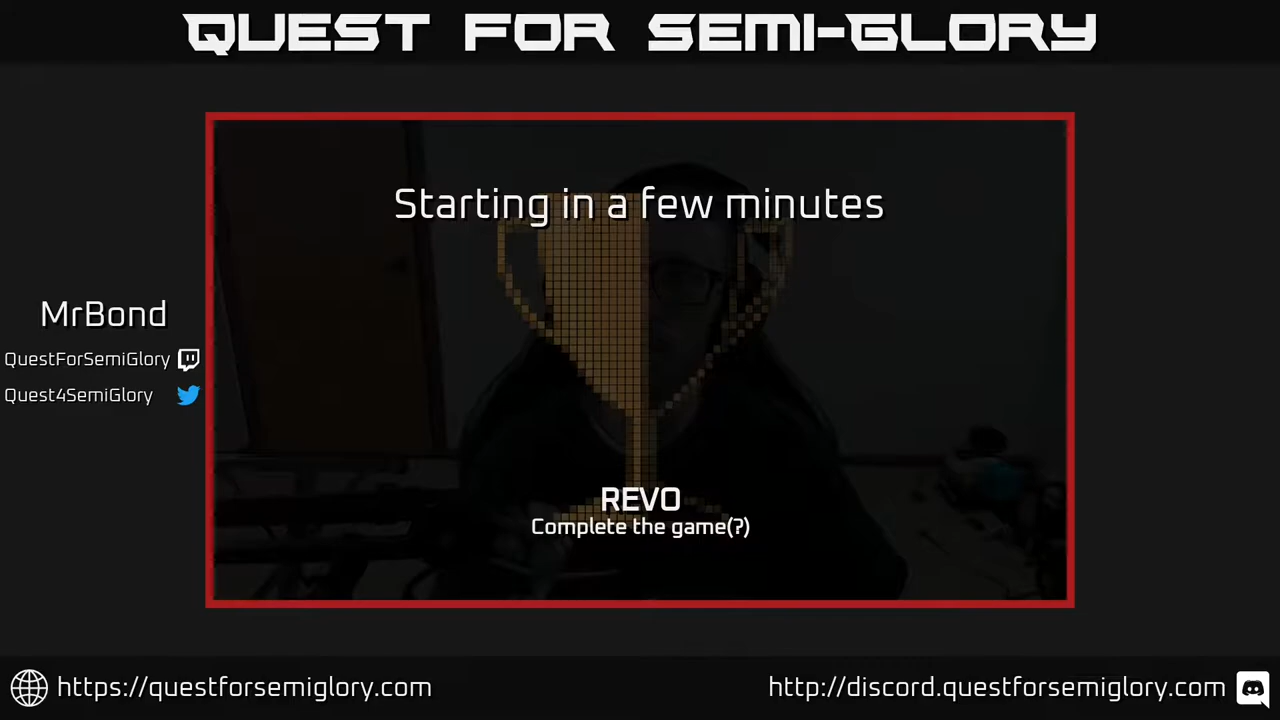 QUEST FOR SEMI-GLORY
Starting in a few minutes
MrBond
QuestForSemiGlory
Quest4SemiGlory
REVO
Complete the game(?)
https://questforsemiglory.com
http://discord.questforsemiglory.com